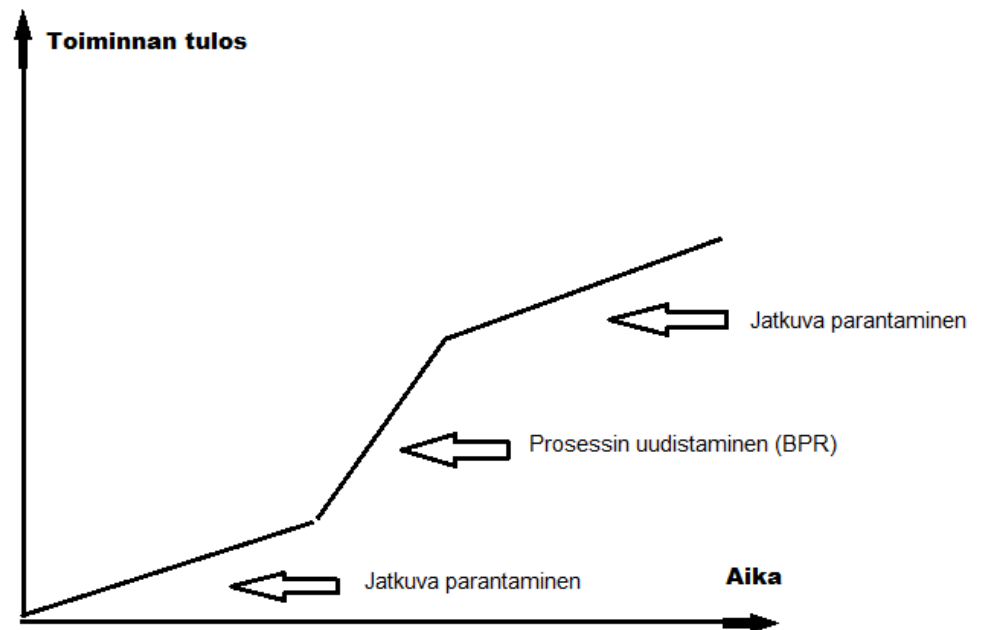 Toiminnan tulos
Jatkuva parantaminen
Prosessin uudistaminen (BPR)
Jatkuva parantaminen
Aika